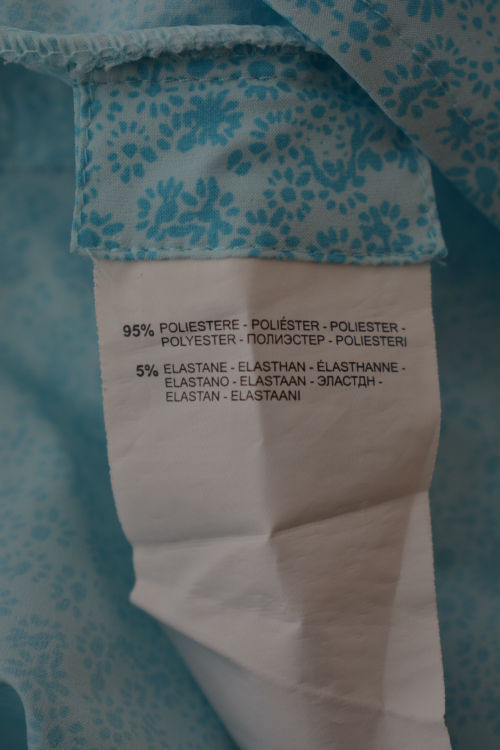 95% POLIESTERE - POLIÉSTER - POLIESTER -
POLYESTER - ПОЛИЭСТЕР - POLIESTERI
5% ELASTANE - ELASTHAN - ÉLASTHANNE -
ELASTANO - ELASTAAN - ЭЛАСТДН -
ELASTAN - ELASTAANI